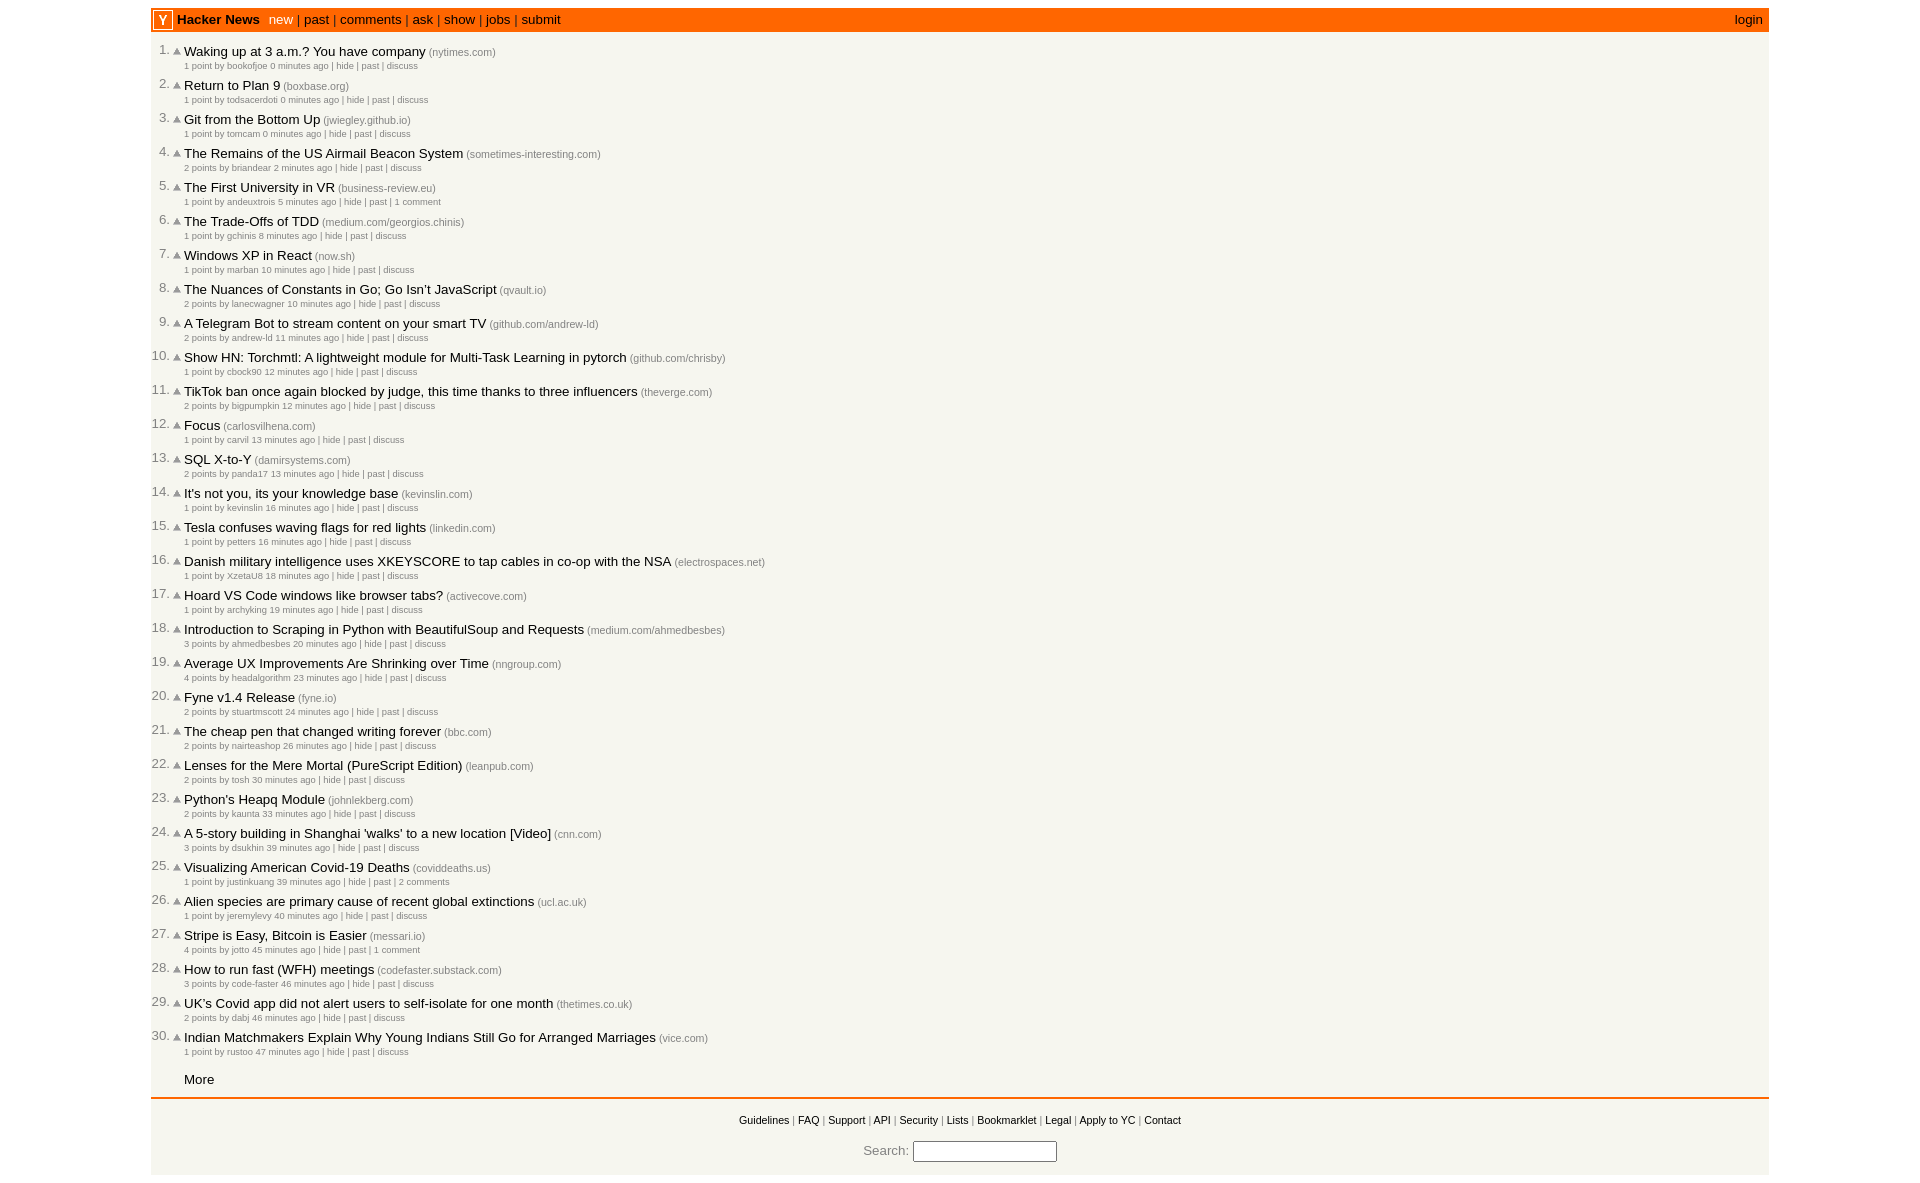 Y Hacker News new | past | comments | ask | show | jobs | submit login
1. Waking up at 3 a.m.? You have company (nytimes.com)
1 point by bookofjoe 0 minutes ago | hide | past | discuss
2. Return to Plan 9 (boxbase.org)
1 point by todsacerdoti 0 minutes ago | hide | past | discuss
3. Git from the Bottom Up (jwiegley.github.io)
1 point by tomcam 0 minutes ago | hide | past | discuss
4. The Remains of the US Airmail Beacon System (sometimes-interesting.com)
2 points by briandear 2 minutes ago | hide | past | discuss
5. The First University in VR (business-review.eu)
1 point by andeuxtrois 5 minutes ago | hide | past | 1 comment
6. The Trade-Offs of TDD (medium.com/georgios.chinis)
1 point by gchinis 8 minutes ago | hide | past | discuss
7. Windows XP in React (now.sh)
1 point by marban 10 minutes ago | hide | past | discuss
8. The Nuances of Constants in Go; Go Isn’t JavaScript (qvault.io)
2 points by lanecwagner 10 minutes ago | hide | past | discuss
9. A Telegram Bot to stream content on your smart TV (github.com/andrew-ld)
2 points by andrew-ld 11 minutes ago | hide | past | discuss
10. Show HN: Torchmtl: A lightweight module for Multi-Task Learning in pytorch (github.com/chrisby)
1 point by cbock90 12 minutes ago | hide | past | discuss
11. TikTok ban once again blocked by judge, this time thanks to three influencers (theverge.com)
2 points by bigpumpkin 12 minutes ago | hide | past | discuss
12. Focus (carlosvilhena.com)
1 point by carvil 13 minutes ago | hide | past | discuss
13. SQL X-to-Y (damirsystems.com)
2 points by panda17 13 minutes ago | hide | past | discuss
14. It's not you, its your knowledge base (kevinslin.com)
1 point by kevinslin 16 minutes ago | hide | past | discuss
15. Tesla confuses waving flags for red lights (linkedin.com)
1 point by petters 16 minutes ago | hide | past | discuss
16. Danish military intelligence uses XKEYSCORE to tap cables in co-op with the NSA (electrospaces.net)
1 point by XzetaU8 18 minutes ago | hide | past | discuss
17. Hoard VS Code windows like browser tabs? (activecove.com)
1 point by archyking 19 minutes ago | hide | past | discuss
18. Introduction to Scraping in Python with BeautifulSoup and Requests (medium.com/ahmedbesbes)
3 points by ahmedbesbes 20 minutes ago | hide | past | discuss
19. Average UX Improvements Are Shrinking over Time (nngroup.com)
4 points by headalgorithm 23 minutes ago | hide | past | discuss
20. Fyne v1.4 Release (fyne.io)
2 points by stuartmscott 24 minutes ago | hide | past | discuss
21. The cheap pen that changed writing forever (bbc.com)
2 points by nairteashop 26 minutes ago | hide | past | discuss
22. Lenses for the Mere Mortal (PureScript Edition) (leanpub.com)
2 points by tosh 30 minutes ago | hide | past | discuss
23. Python's Heapq Module (johnlekberg.com)
2 points by kaunta 33 minutes ago | hide | past | discuss
24. A 5-story building in Shanghai 'walks' to a new location [Video] (cnn.com)
3 points by dsukhin 39 minutes ago | hide | past | discuss
25. Visualizing American Covid-19 Deaths (coviddeaths.us)
1 point by justinkuang 39 minutes ago | hide | past | 2 comments
26. Alien species are primary cause of recent global extinctions (ucl.ac.uk)
1 point by jeremylevy 40 minutes ago | hide | past | discuss
27. Stripe is Easy, Bitcoin is Easier (messari.io)
4 points by jotto 45 minutes ago | hide | past | 1 comment
28. How to run fast (WFH) meetings (codefaster.substack.com)
3 points by code-faster 46 minutes ago | hide | past | discuss
29. UK’s Covid app did not alert users to self-isolate for one month (thetimes.co.uk)
2 points by dabj 46 minutes ago | hide | past | discuss
30. Indian Matchmakers Explain Why Young Indians Still Go for Arranged Marriages (vice.com)
1 point by rustoo 47 minutes ago | hide | past | discuss
More
Guidelines | FAQ | Support | API | Security | Lists | Bookmarklet | Legal | Apply to YC | Contact
Search: